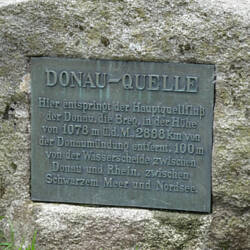 DONAU-QUELLE
Hier entspringt der Hauptquellfluß
der Donau, die Breg, in der Höhe
von 1078 m ü.d.M. 2888 km von
der Donaumündung entfernt, 100 m
von der Wasserscheide zwischen
Donau und Rhein, zwischen
Schwarzem Meer und Nordsee.